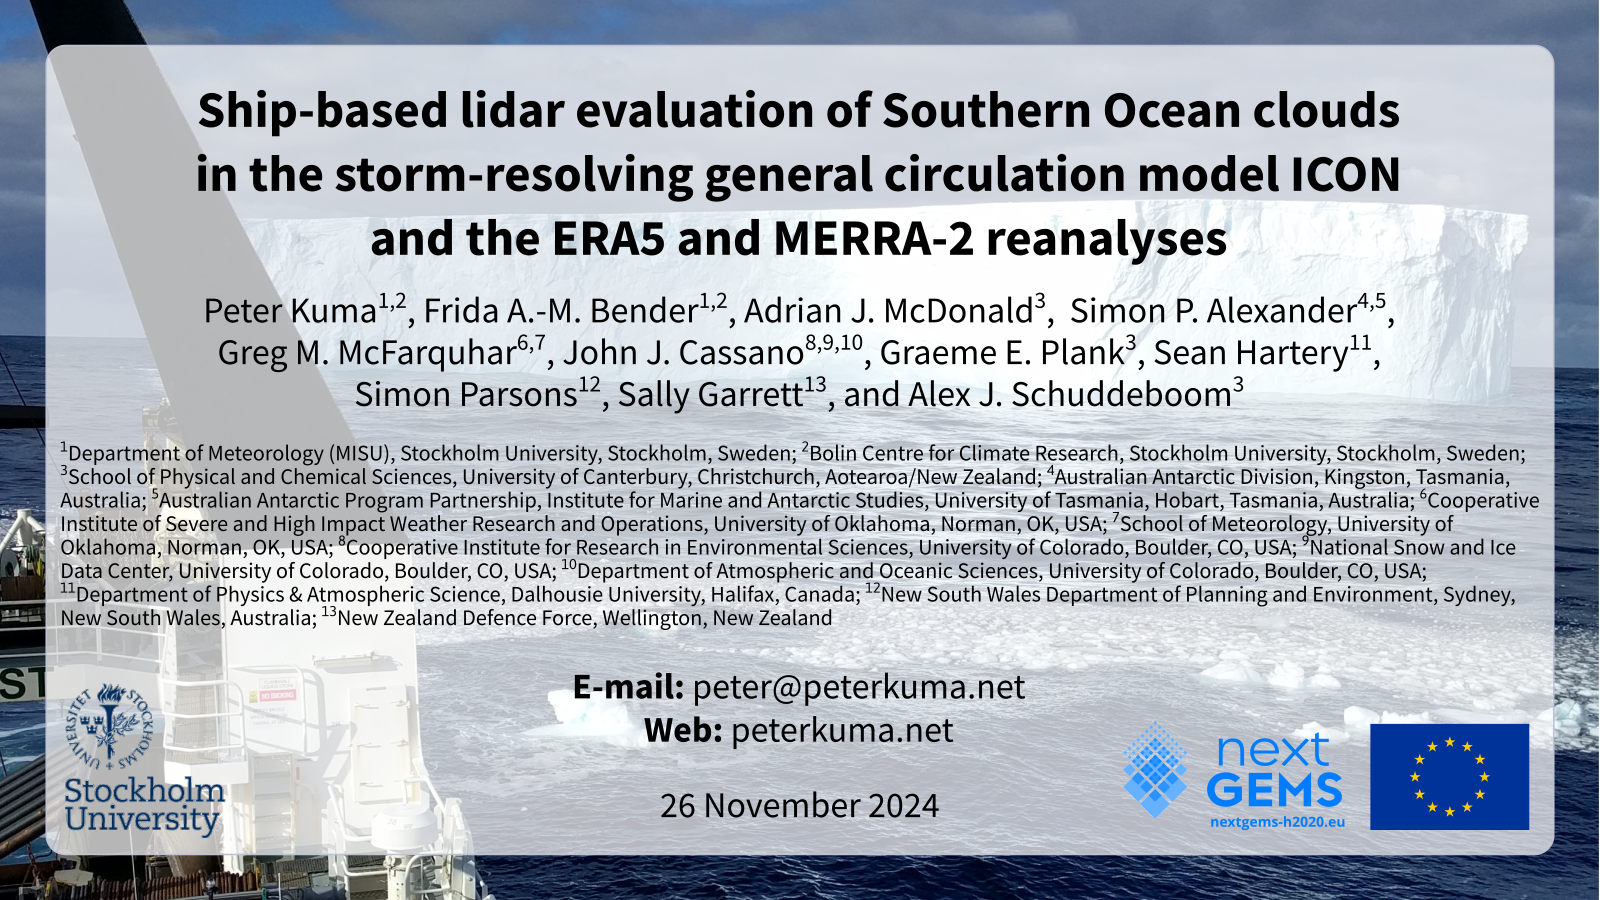 Ship-based lidar evaluation of Southern Ocean clouds
in the storm-resolving general circulation model ICON
and the ERA5 and MERRA-2 reanalyses
Peter Kuma1,2, Frida A.-M. Bender1,2, Adrian J. McDonald3, Simon P. Alexander4,5,
Greg M. McFarquhar6,7, John J. Cassano8,9,10, Graeme E. Plank3, Sean Hartery11,
Simon Parsons12, Sally Garrett13, and Alex J. Schuddeboom3
1Department of Meteorology (MISU), Stockholm University, Stockholm, Sweden; 2Bolin Centre for Climate Research, Stockholm University, Stockholm, Sweden;
3School of Physical and Chemical Sciences, University of Canterbury, Christchurch, Aotearoa/New Zealand; 4Australian Antarctic Division, Kingston, Tasmania,
Australia; 5Australian Antarctic Program Partnership, Institute for Marine and Antarctic Studies, University of Tasmania, Hobart, Tasmania, Australia; 6Cooperative
Institute of Severe and High Impact Weather Research and Operations, University of Oklahoma, Norman, OK, USA; 7School of Meteorology, University of
Oklahoma, Norman, OK, USA; 8Cooperative Institute for Research in Environmental Sciences, University of Colorado, Boulder, CO, USA; 9National Snow and Ice
Data Center, University of Colorado, Boulder, CO, USA; 10Department of Atmospheric and Oceanic Sciences, University of Colorado, Boulder, CO, USA;
11Department of Physics & Atmospheric Science, Dalhousie University, Halifax, Canada; 12New South Wales Department of Planning and Environment, Sydney,
New South Wales, Australia; 13New Zealand Defence Force, Wellington, New Zealand
E-mail: peter@peterkuma.net
Web: peterkuma.net
26 November 2024
ST
NO SMOKING
STOCKHOLMS UNIVERSITET
Stockholm
University
next
GEMS
nextgems-h2020.eu